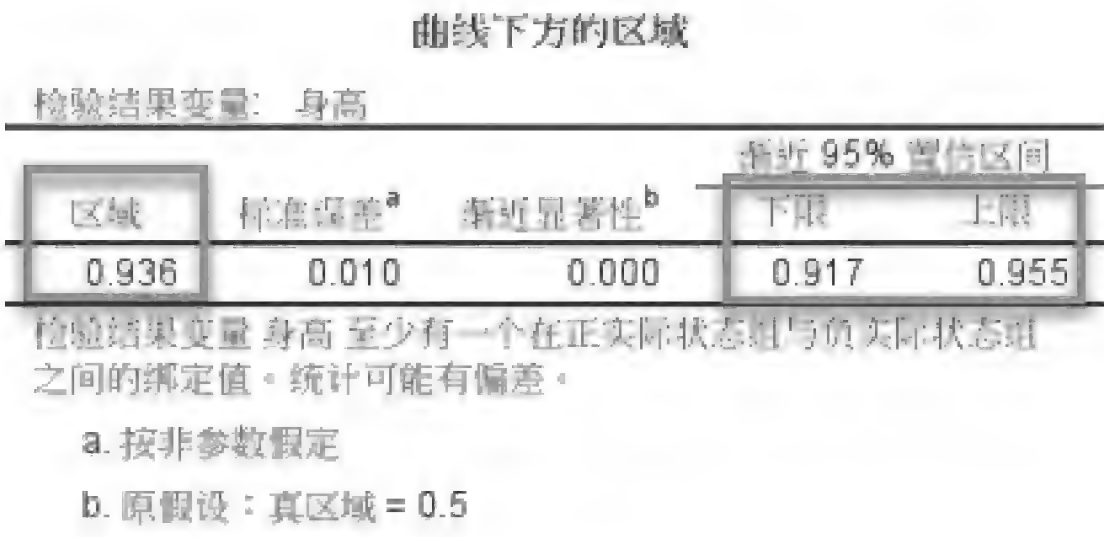 曲线下方的区域
检验结果变量: 身高
渐近 95% 置信区间
区域 标准误差a 渐近显著性b 下限 上限
0.936 0.010 0.000 0.917 0.955
检验结果变量 身高 至少有一个在正实际状态组与负实际状态组
之间的绑定值。统计可能有偏差。
a. 按非参数假定
b. 原假设：真区域 = 0.5